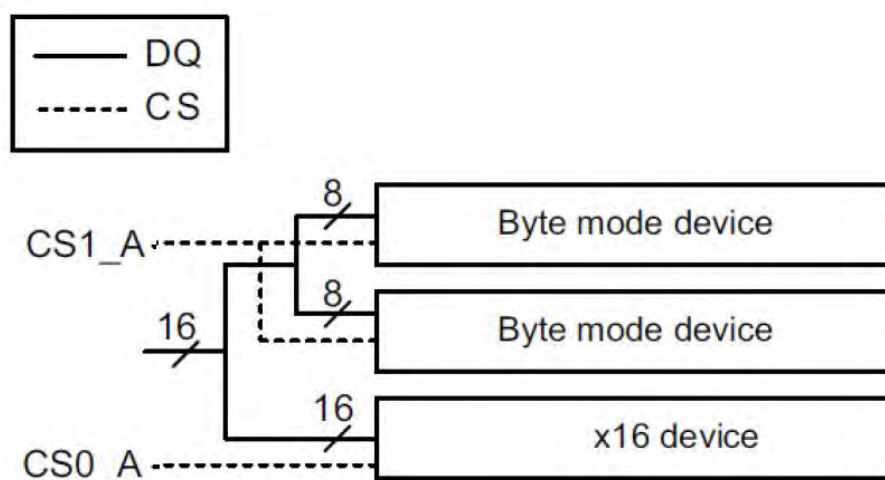 DQ
CS
8
Byte mode device
CS1_A
8
Byte mode device
16
16
x16 device
CS0_A